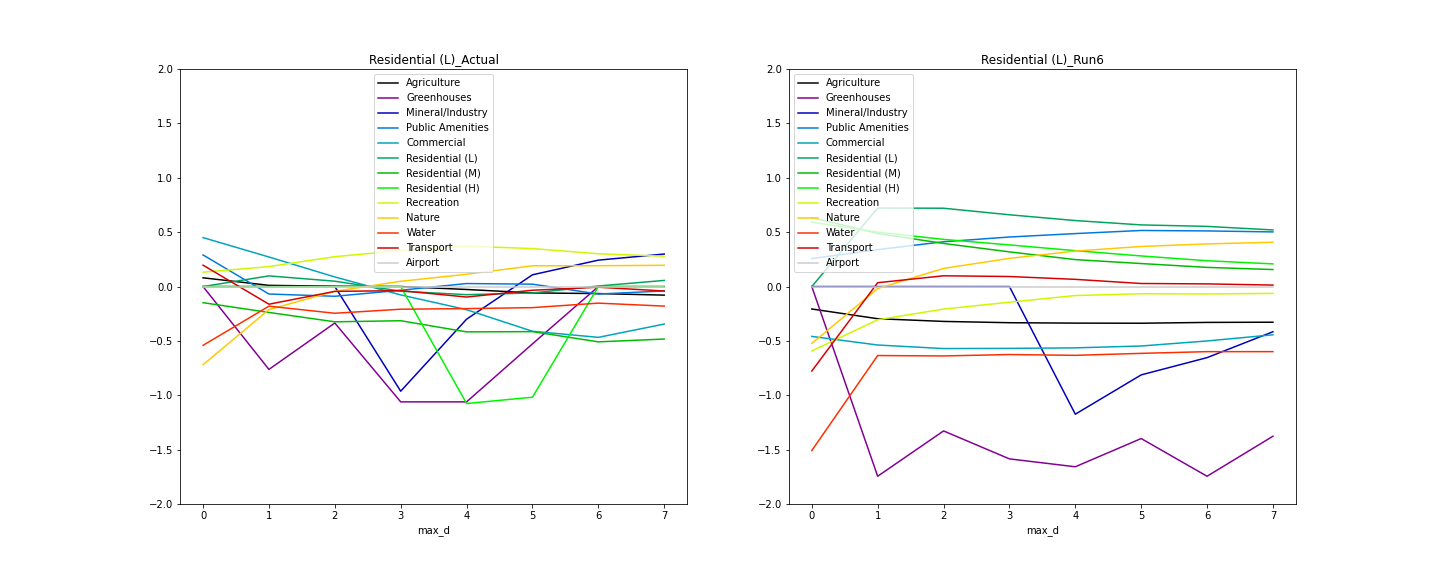 Residential (L)_Actual
2.0
1.5
1.0
0.5
0.0
−0.5
−1.0
−1.5
−2.0
Agriculture
Greenhouses
Mineral/Industry
Public Amenities
Commercial
Residential (L)
Residential (M)
Residential (H)
Recreation
Nature
Water
Transport
Airport
0 1 2 3 4 5 6 7
max_d
Residential (L)_Run6
2.0
1.5
1.0
0.5
0.0
−0.5
−1.0
−1.5
−2.0
Agriculture
Greenhouses
Mineral/Industry
Public Amenities
Commercial
Residential (L)
Residential (M)
Residential (H)
Recreation
Nature
Water
Transport
Airport
0 1 2 3 4 5 6 7
max_d